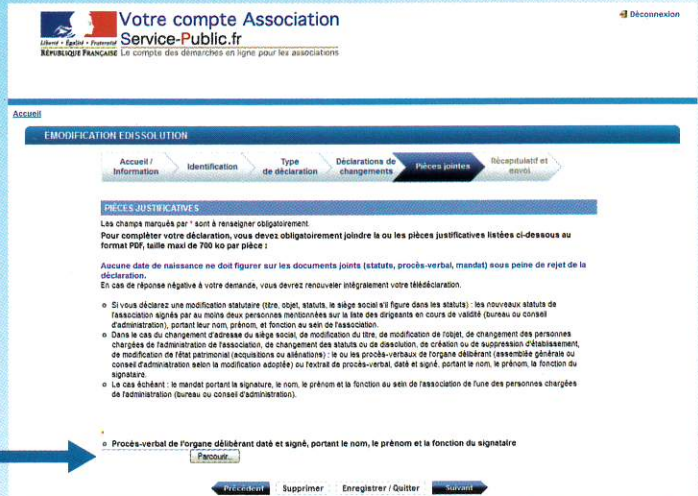 Votre compte Association
Déconnexion
Service-Public.fr
Liberté • Égalité • Fraternité
RÉPUBLIQUE FRANÇAISE
Le compte des démarches en ligne pour les associations
Accueil
EMODIFICATION EDISSOLUTION
Accueil / Information
Identification
Type de déclaration
Déclarations de changements
Pièces jointes
Récapitulatif et envoi
PIÈCES JUSTIFICATIVES
Les champs marqués par * sont à renseigner obligatoirement.
Pour compléter votre déclaration, vous devez obligatoirement joindre la ou les pièces justificatives listées ci-dessous au
format PDF, taille maxi de 700 ko par pièce :
Aucune date de naissance ne doit figurer sur les documents joints (statuts, procès-verbal, mandat) sous peine de rejet de la
déclaration.
En cas de réponse négative à votre demande, vous devrez renouveler intégralement votre télédéclaration.
Si vous déclarez une modification statutaire (titre, objet, statuts, le siège social s'il figure dans les statuts) : les nouveaux statuts de
l'association signés par au moins deux personnes mentionnées sur la liste des dirigeants en cours de validité (bureau ou conseil
d'administration), portant leur nom, prénom, et fonction au sein de l'association.
Dans le cas du changement d'adresse du siège social, de modification du titre, de modification de l'objet, de changement des personnes
chargées de l'administration de l'association, de changement des statuts ou de dissolution, de création ou de suppression d'établissement,
de modification de l'état patrimonial (acquisitions ou aliénations) : le ou les procès-verbaux de l'organe délibérant (assemblée générale ou
conseil d'administration selon la modification adoptée) ou l'extrait de procès-verbal, daté et signé, portant le nom, le prénom, la fonction du
signataire.
Le cas échéant : le mandat portant la signature, le nom, le prénom et la fonction au sein de l'association de l'une des personnes chargées
de l'administration (bureau ou conseil d'administration).
*
Procès-verbal de l'organe délibérant daté et signé, portant le nom, le prénom et la fonction du signataire
Parcourir...
Précédent Supprimer Enregistrer / Quitter Suivant